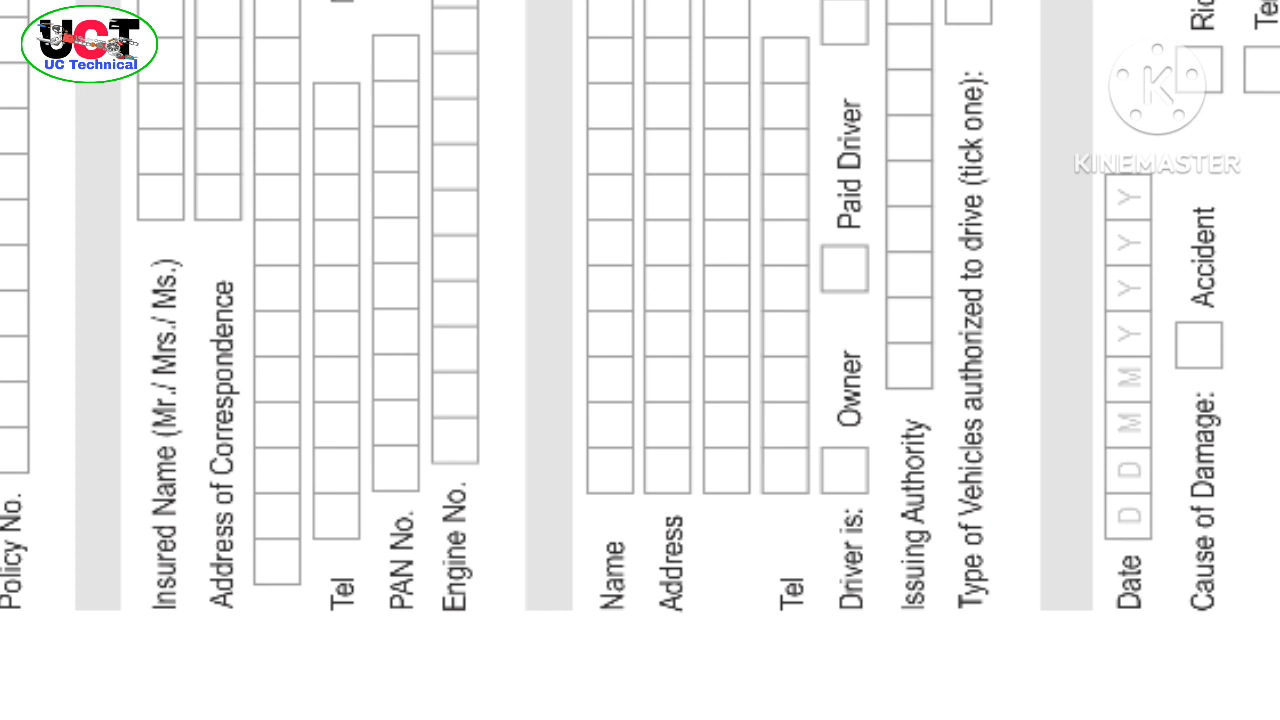 UCT
UC Technical
KINEMASTER
Policy No.
Insured Name (Mr./ Mrs./ Ms.)
Address of Correspondence
Tel
PAN No.
Engine No.
Name
Address
Tel
Driver is: Owner Paid Driver
Issuing Authority
Type of Vehicles authorized to drive (tick one):
Date D D M M Y Y Y Y
Cause of Damage: Accident